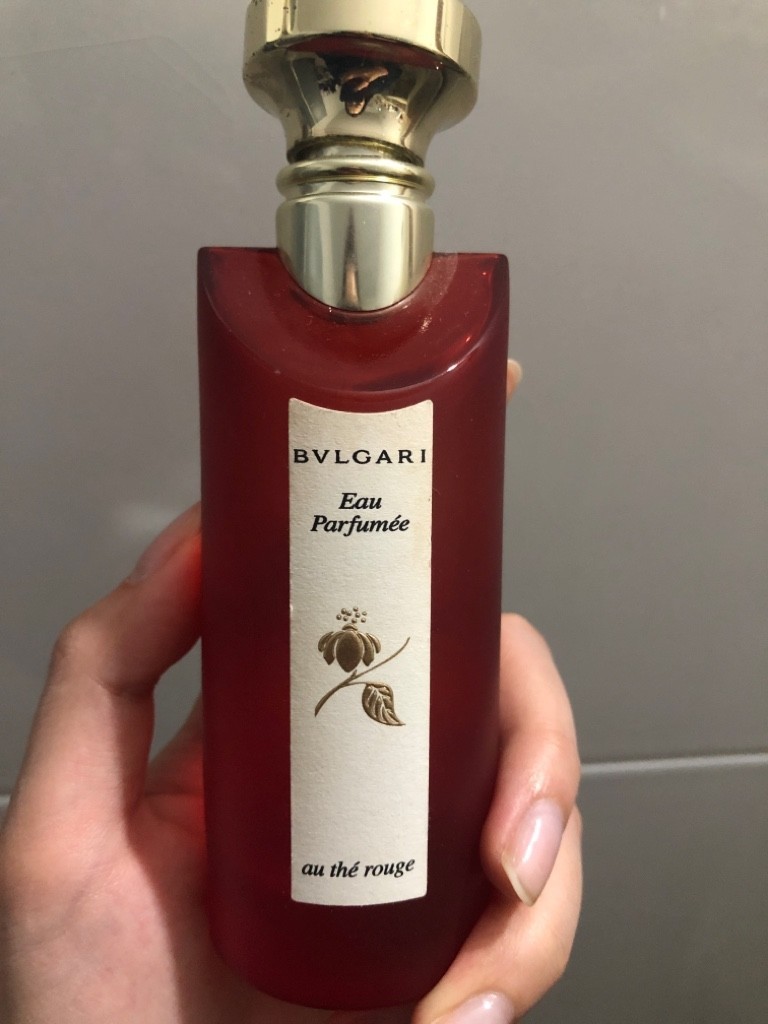 BVLGARI
Eau
Parfumée
au thé rouge